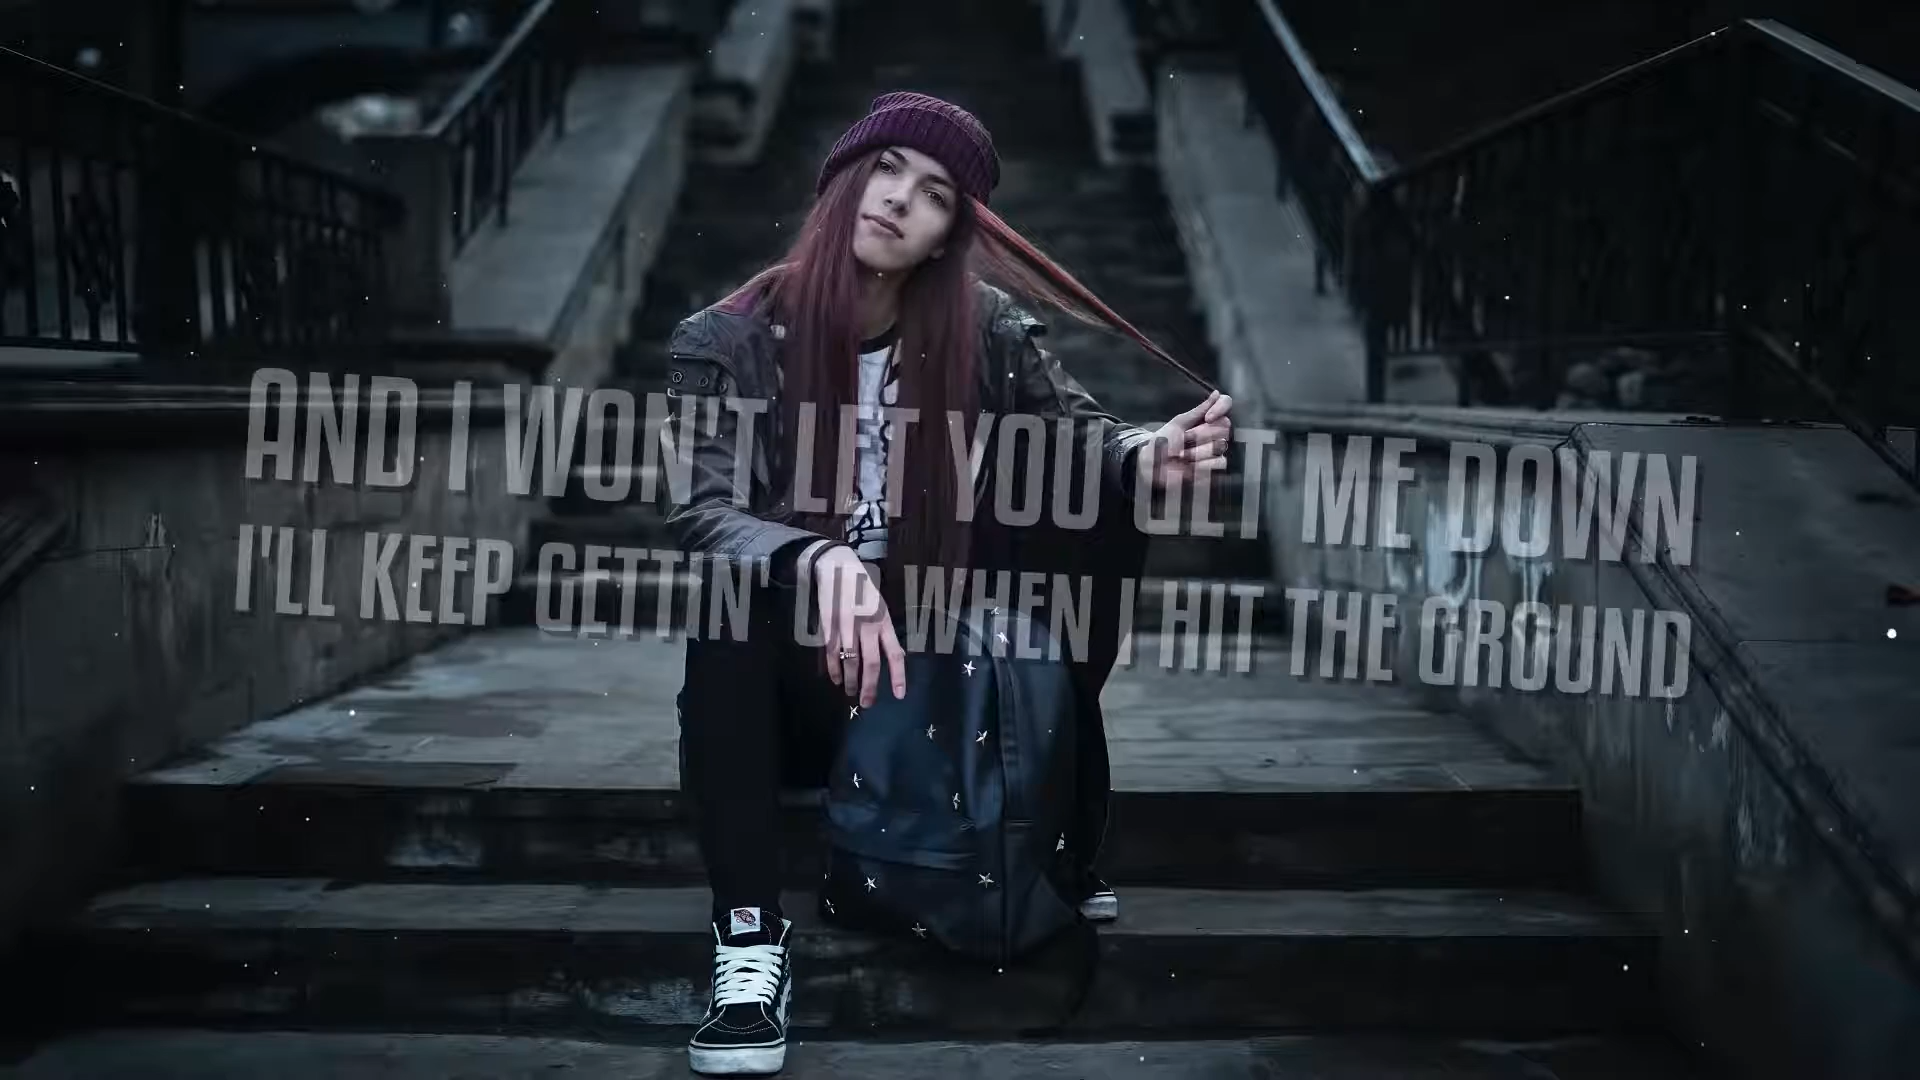 AND I WON'T LET YOU GET ME DOWN
I'LL KEEP GETTIN' UP WHEN I HIT THE GROUND